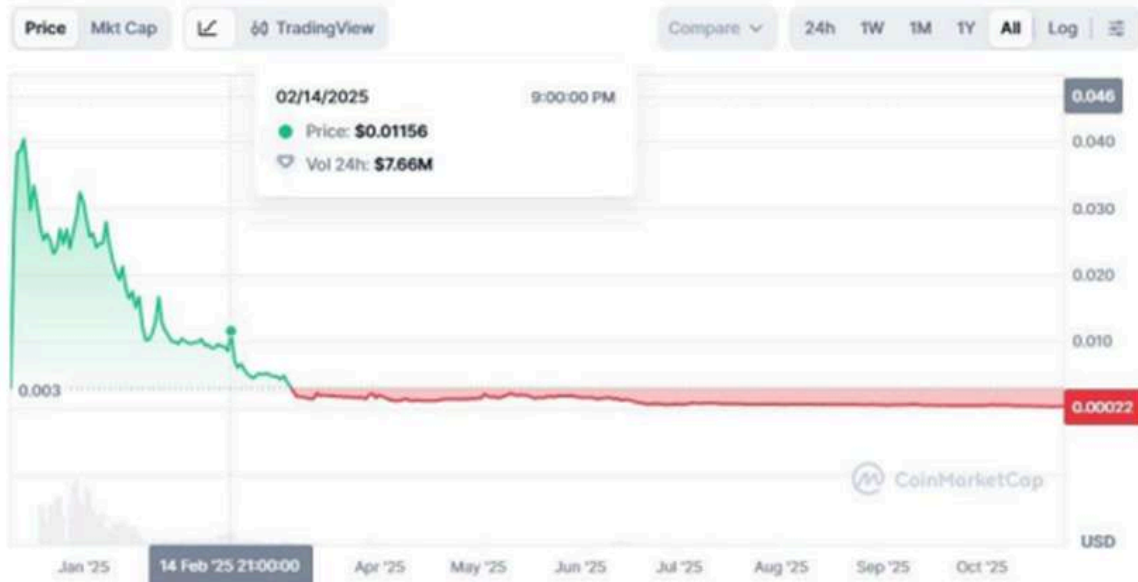 Price Mkt Cap TradingView Compare 24h 1W 1M 1Y All Log
02/14/2025 9:00:00 PM
Price: $0.01156
Vol 24h: $7.66M
0.046
0.040
0.030
0.020
0.010
0.003
0.00022
CoinMarketCap
USD
Jan '25 14 Feb '25 21:00:00 Apr '25 May '25 Jun '25 Jul '25 Aug '25 Sep '25 Oct '25